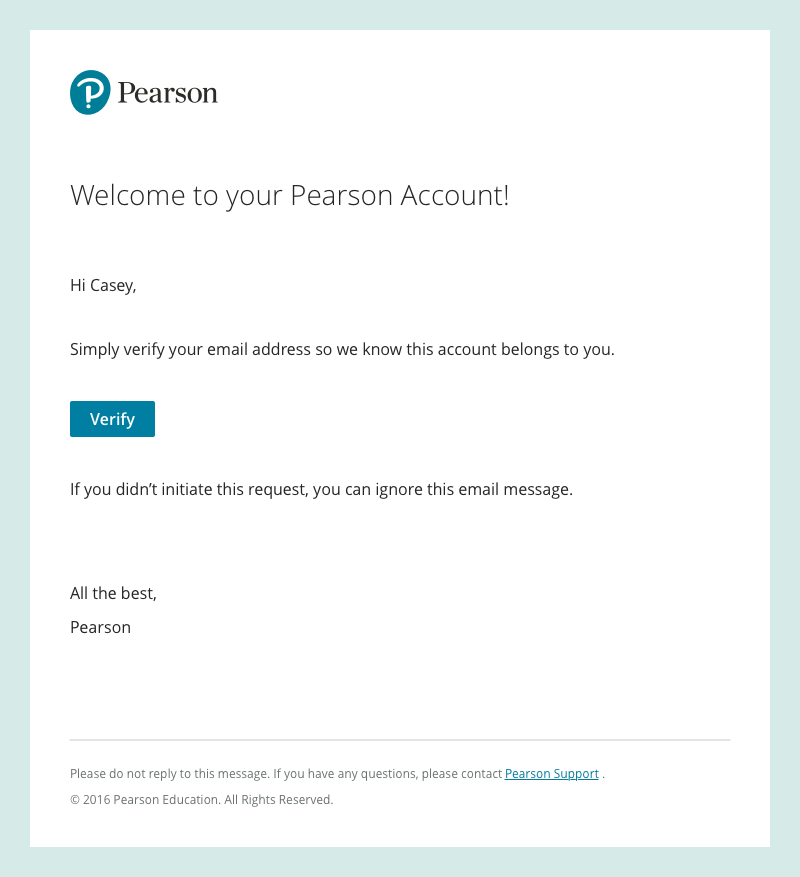 Pearson
Welcome to your Pearson Account!
Hi Casey,
Simply verify your email address so we know this account belongs to you.
Verify
If you didn’t initiate this request, you can ignore this email message.
All the best,
Pearson
Please do not reply to this message. If you have any questions, please contact Pearson Support .
© 2016 Pearson Education. All Rights Reserved.